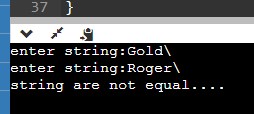 37 }
enter string:Gold\
enter string:Roger\
string are not equal....